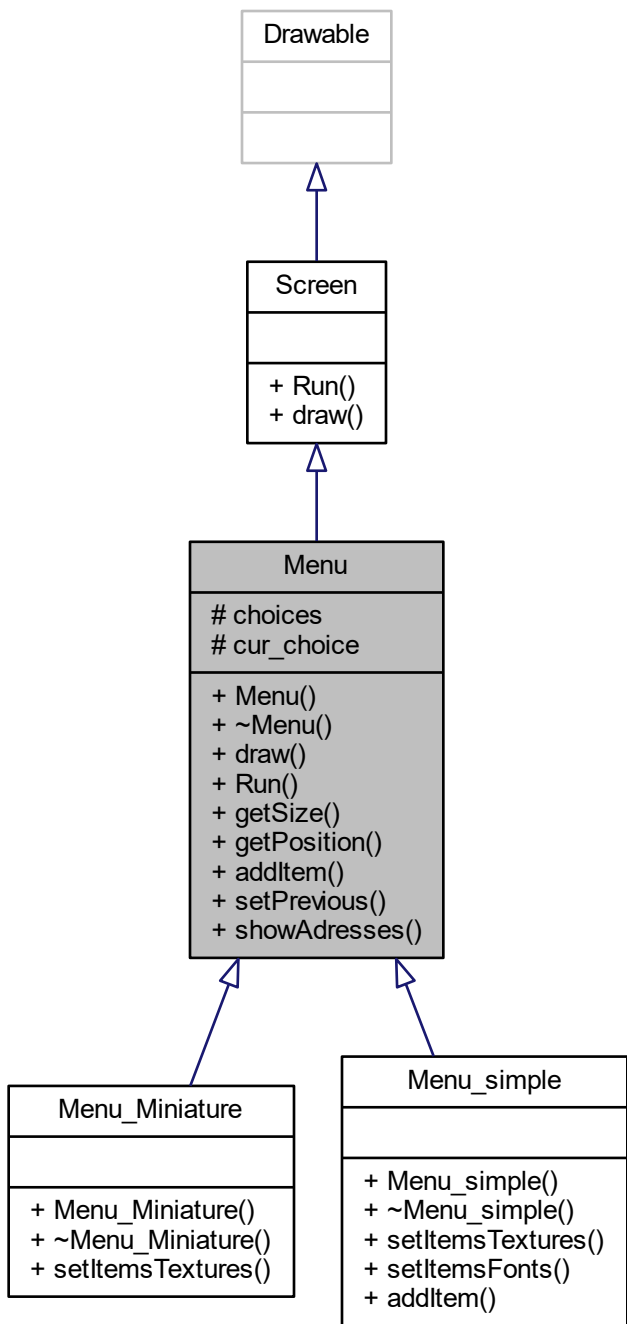 Drawable
Screen
+ Run()
+ draw()
Menu
# choices
# cur_choice
+ Menu()
+ ~Menu()
+ draw()
+ Run()
+ getSize()
+ getPosition()
+ addItem()
+ setPrevious()
+ showAdresses()
Menu_Miniature
+ Menu_Miniature()
+ ~Menu_Miniature()
+ setItemsTextures()
Menu_simple
+ Menu_simple()
+ ~Menu_simple()
+ setItemsTextures()
+ setItemsFonts()
+ addItem()